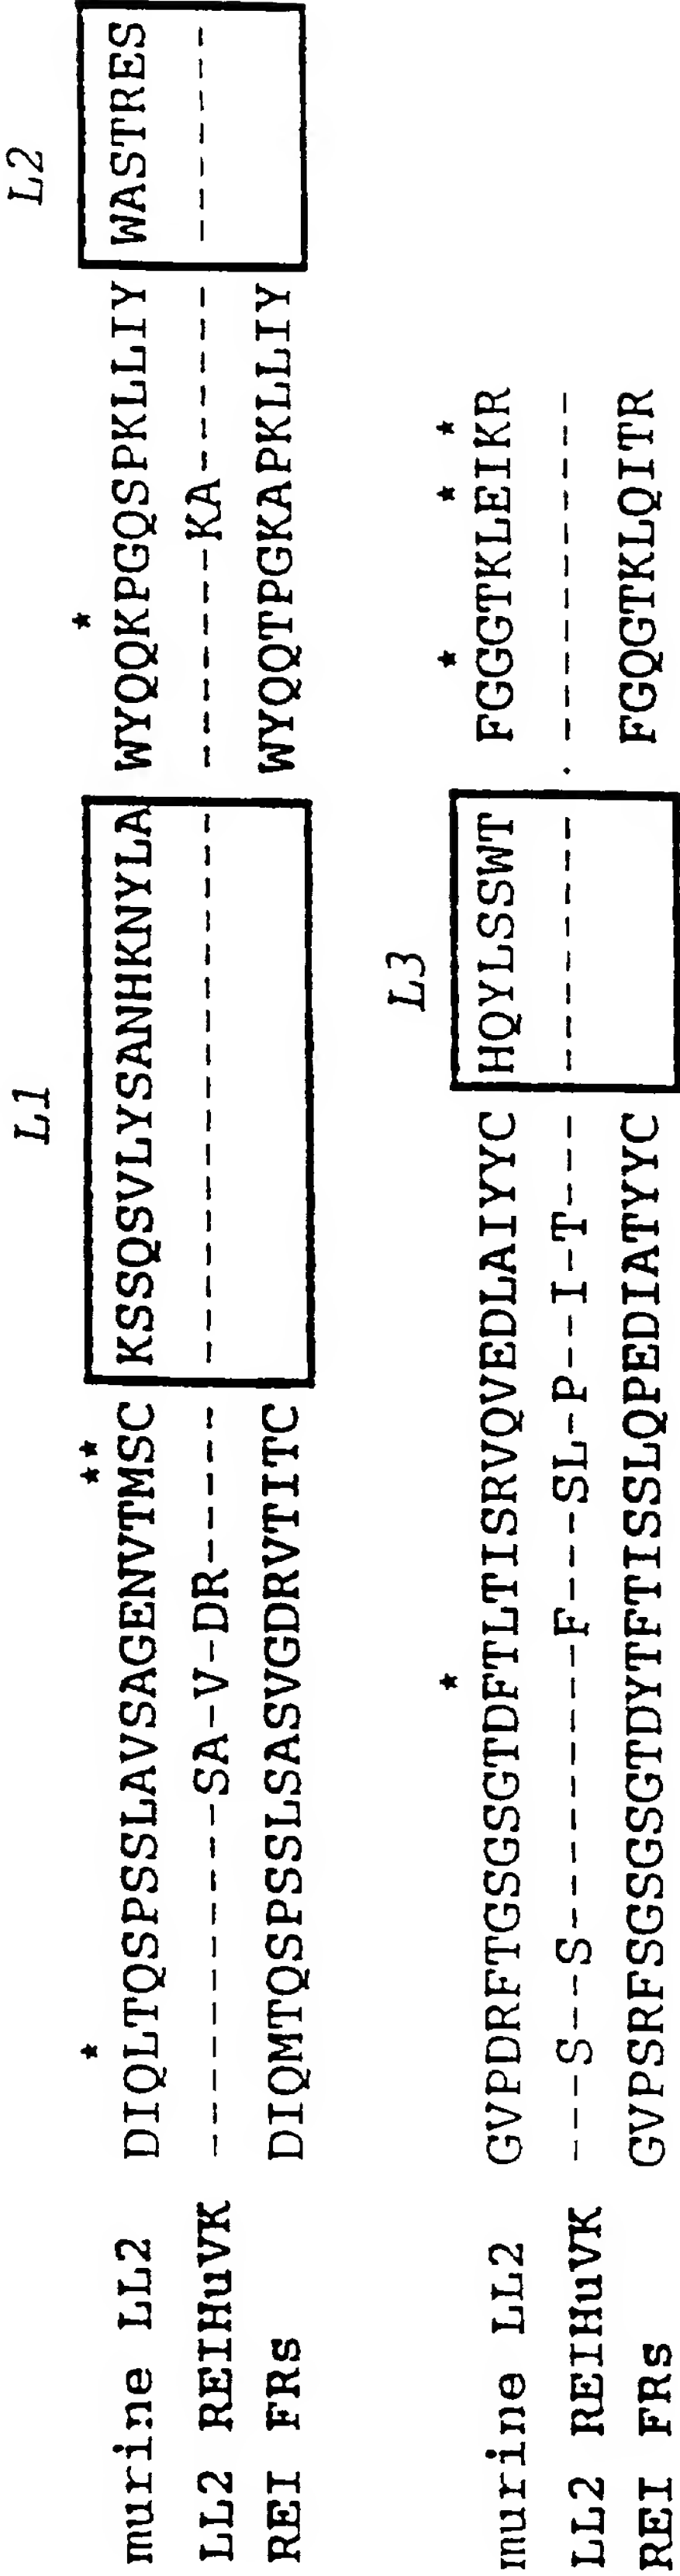 L1 L2
* ** *
murine LL2 DIQLTQSPSSLAVSAGENVTMSC KSSQSVLYSANHKNYLA WYQQKPGQSPKLLIY WASTRES
LL2 REIHuVK -----------SA-V-DR----- ----------------- -------KA------ -------
REI FRs DIQMTQSPSSLSASVGDRVTITC WYQQTPGKAPKLLIY
L3
* * * *
murine LL2 GVPDRFTGSGSGTDFTLTISRVQVEDLAIYYC HQYLSSWT FGGGTKLEIKR
LL2 REIHuVK ---S--S---------F---SL-P--I-T--- -------- -----------
REI FRs GVPSRFSGSGSGTDYTFTISSLQPEDIATYYC FGQGTKLQITR